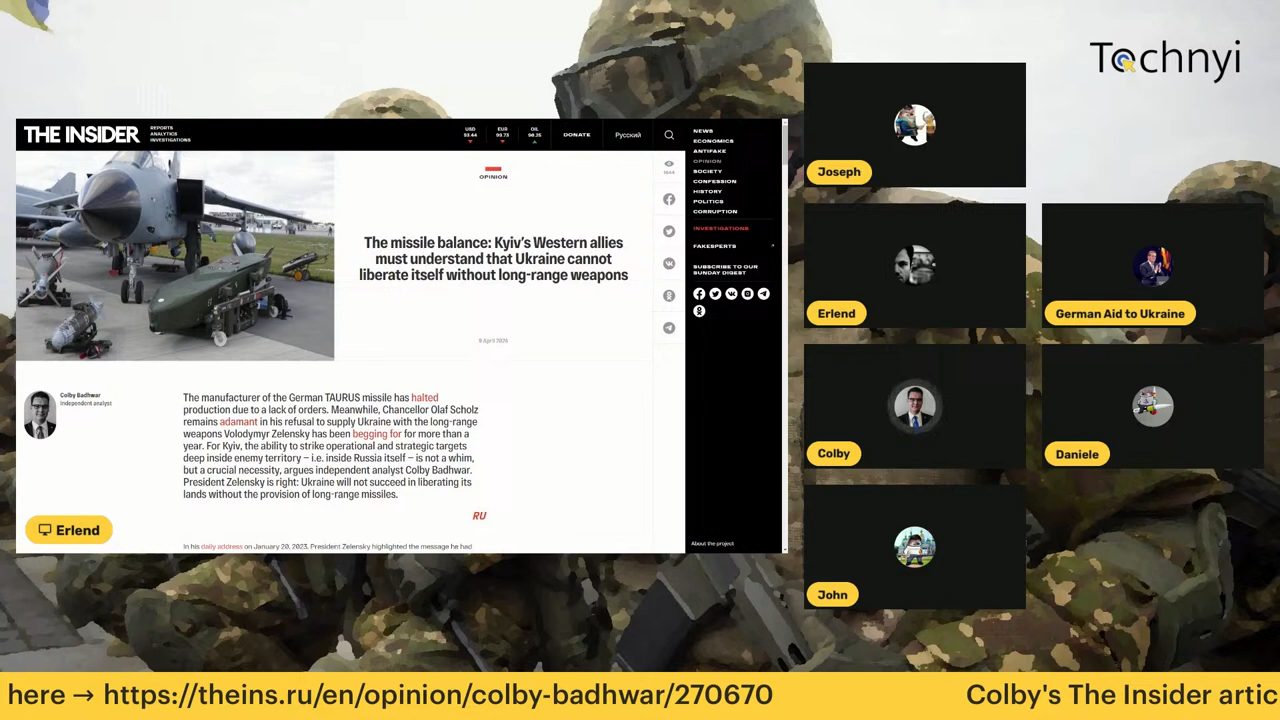 Technyi
THE INSIDER
REPORTS
ANALYTICS
INVESTIGATIONS
USD
EUR
OIL
93.44
99.73
DONATE
Русский
OPINION
The missile balance: Kyiv's Western allies
must understand that Ukraine cannot
liberate itself without long-range weapons
Colby Badhwar
Independent analyst
The manufacturer of the German TAURUS missile has halted
production due to a lack of orders. Meanwhile, Chancellor Olaf Scholz
remains adamant in his refusal to supply Ukraine with the long-range
weapons Volodymyr Zelensky has been begging for for more than a
year. For Kyiv, the ability to strike operational and strategic targets
deep inside enemy territory – i.e. inside Russia itself – is not a whim,
but a crucial necessity, argues independent analyst Colby Badhwar.
President Zelensky is right: Ukraine will not succeed in liberating its
lands without the provision of long-range missiles.
RU
In his daily address on January 20, 2023, President Zelensky highlighted the message he had
NEWS
ECONOMICS
ANTIFAKE
OPINION
SOCIETY
CONFESSION
HISTORY
POLITICS
CORRUPTION
INVESTIGATIONS
FAKESPERTS
SUBSCRIBE TO OUR
SUNDAY DIGEST
About the project
Erlend
Joseph
Erlend
German Aid to Ukraine
Colby
Daniele
John
here → https://theins.ru/en/opinion/colby-badhwar/270670
Colby's The Insider artic